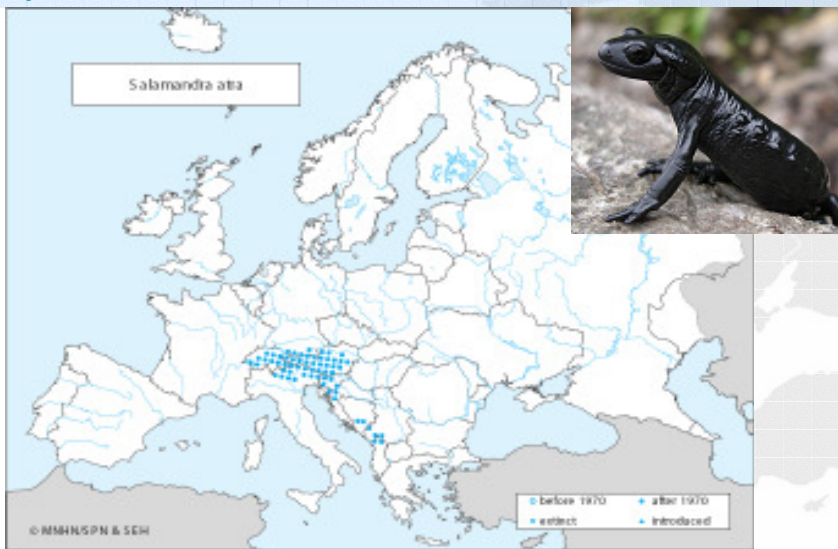 Salamandra atra
before 1970 after 1970
extinct introduced
© MNHN/SPN & SEH